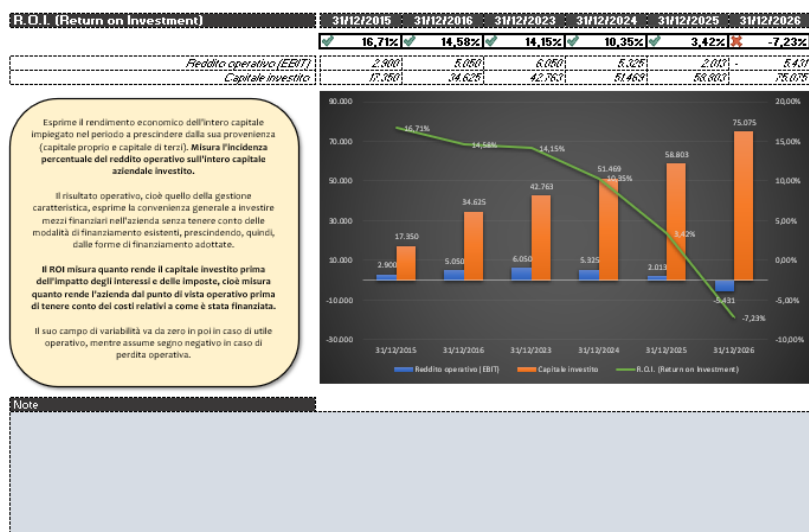 R.O.I. (Return on Investment) 31/12/2015 31/12/2016 31/12/2023 31/12/2024 31/12/2025 31/12/2026
16,71% 14,58% 14,15% 10,35% 3,42% -7,23%
Reddito operativo (EBIT) 2.900 5.050 6.050 5.325 2.013 - 5.431
Capitale investito 17.350 34.625 42.763 51.469 58.803 75.075
Esprime il rendimento economico dell'intero capitale
impiegato nel periodo a prescindere dalla sua provenienza
(capitale proprio e capitale di terzi). Misura l'incidenza
percentuale del reddito operativo sull'intero capitale
aziendale investito.
Il risultato operativo, cioè quello della gestione
caratteristica, esprime la convenienza generale a investire
mezzi finanziari nell'azienda senza tenere conto delle
modalità di finanziamento esistenti, prescindendo, quindi,
dalle forme di finanziamento adottate.
Il ROI misura quanto rende il capitale investito prima
dell'impatto degli interessi e delle imposte, cioè misura
quanto rende l'azienda dal punto di vista operativo prima
di tenere conto dei costi relativi a come è stata finanziata.
Il suo campo di variabilità va da zero in poi in caso di utile
operativo, mentre assume segno negativo in caso di
perdita operativa.
90.000
70.000
50.000
30.000
10.000
-10.000
-30.000
20,00%
15,00%
10,00%
5,00%
0,00%
-5,00%
-10,00%
16,71%
14,58%
14,15%
10,35%
3,42%
-7,23%
17.350
34.625
42.763
51.469
58.803
75.075
2.900
5.050
6.050
5.325
2.013
-5.431
31/12/2015 31/12/2016 31/12/2023 31/12/2024 31/12/2025 31/12/2026
Reddito operativo (EBIT) Capitale investito R.O.I. (Return on Investment)
Note